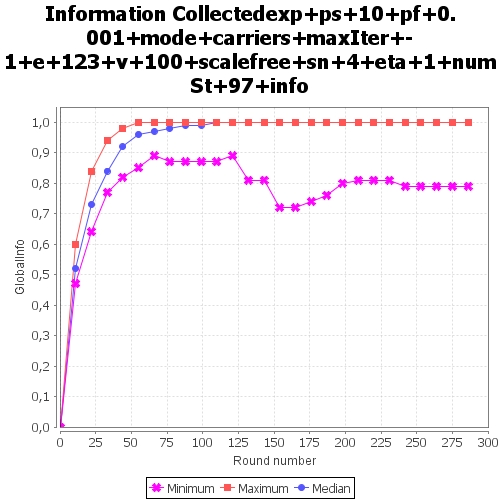 Information Collectedexp+ps+10+pf+0.
001+mode+carriers+maxIter+-
1+e+123+v+100+scalefree+sn+4+eta+1+num
St+97+info
1,0
0,9
0,8
0,7
0,6
0,5
0,4
0,3
0,2
0,1
0,0
GlobalInfo
0 25 50 75 100 125 150 175 200 225 250 275 300
Round number
Minimum Maximum Median